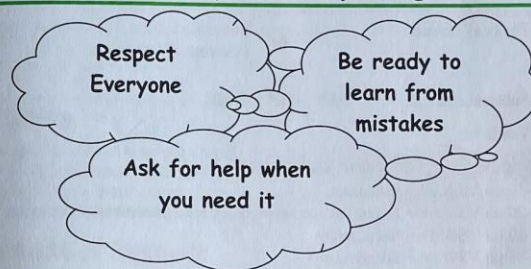 Respect
Everyone
Be ready to
learn from
mistakes
Ask for help when
you need it